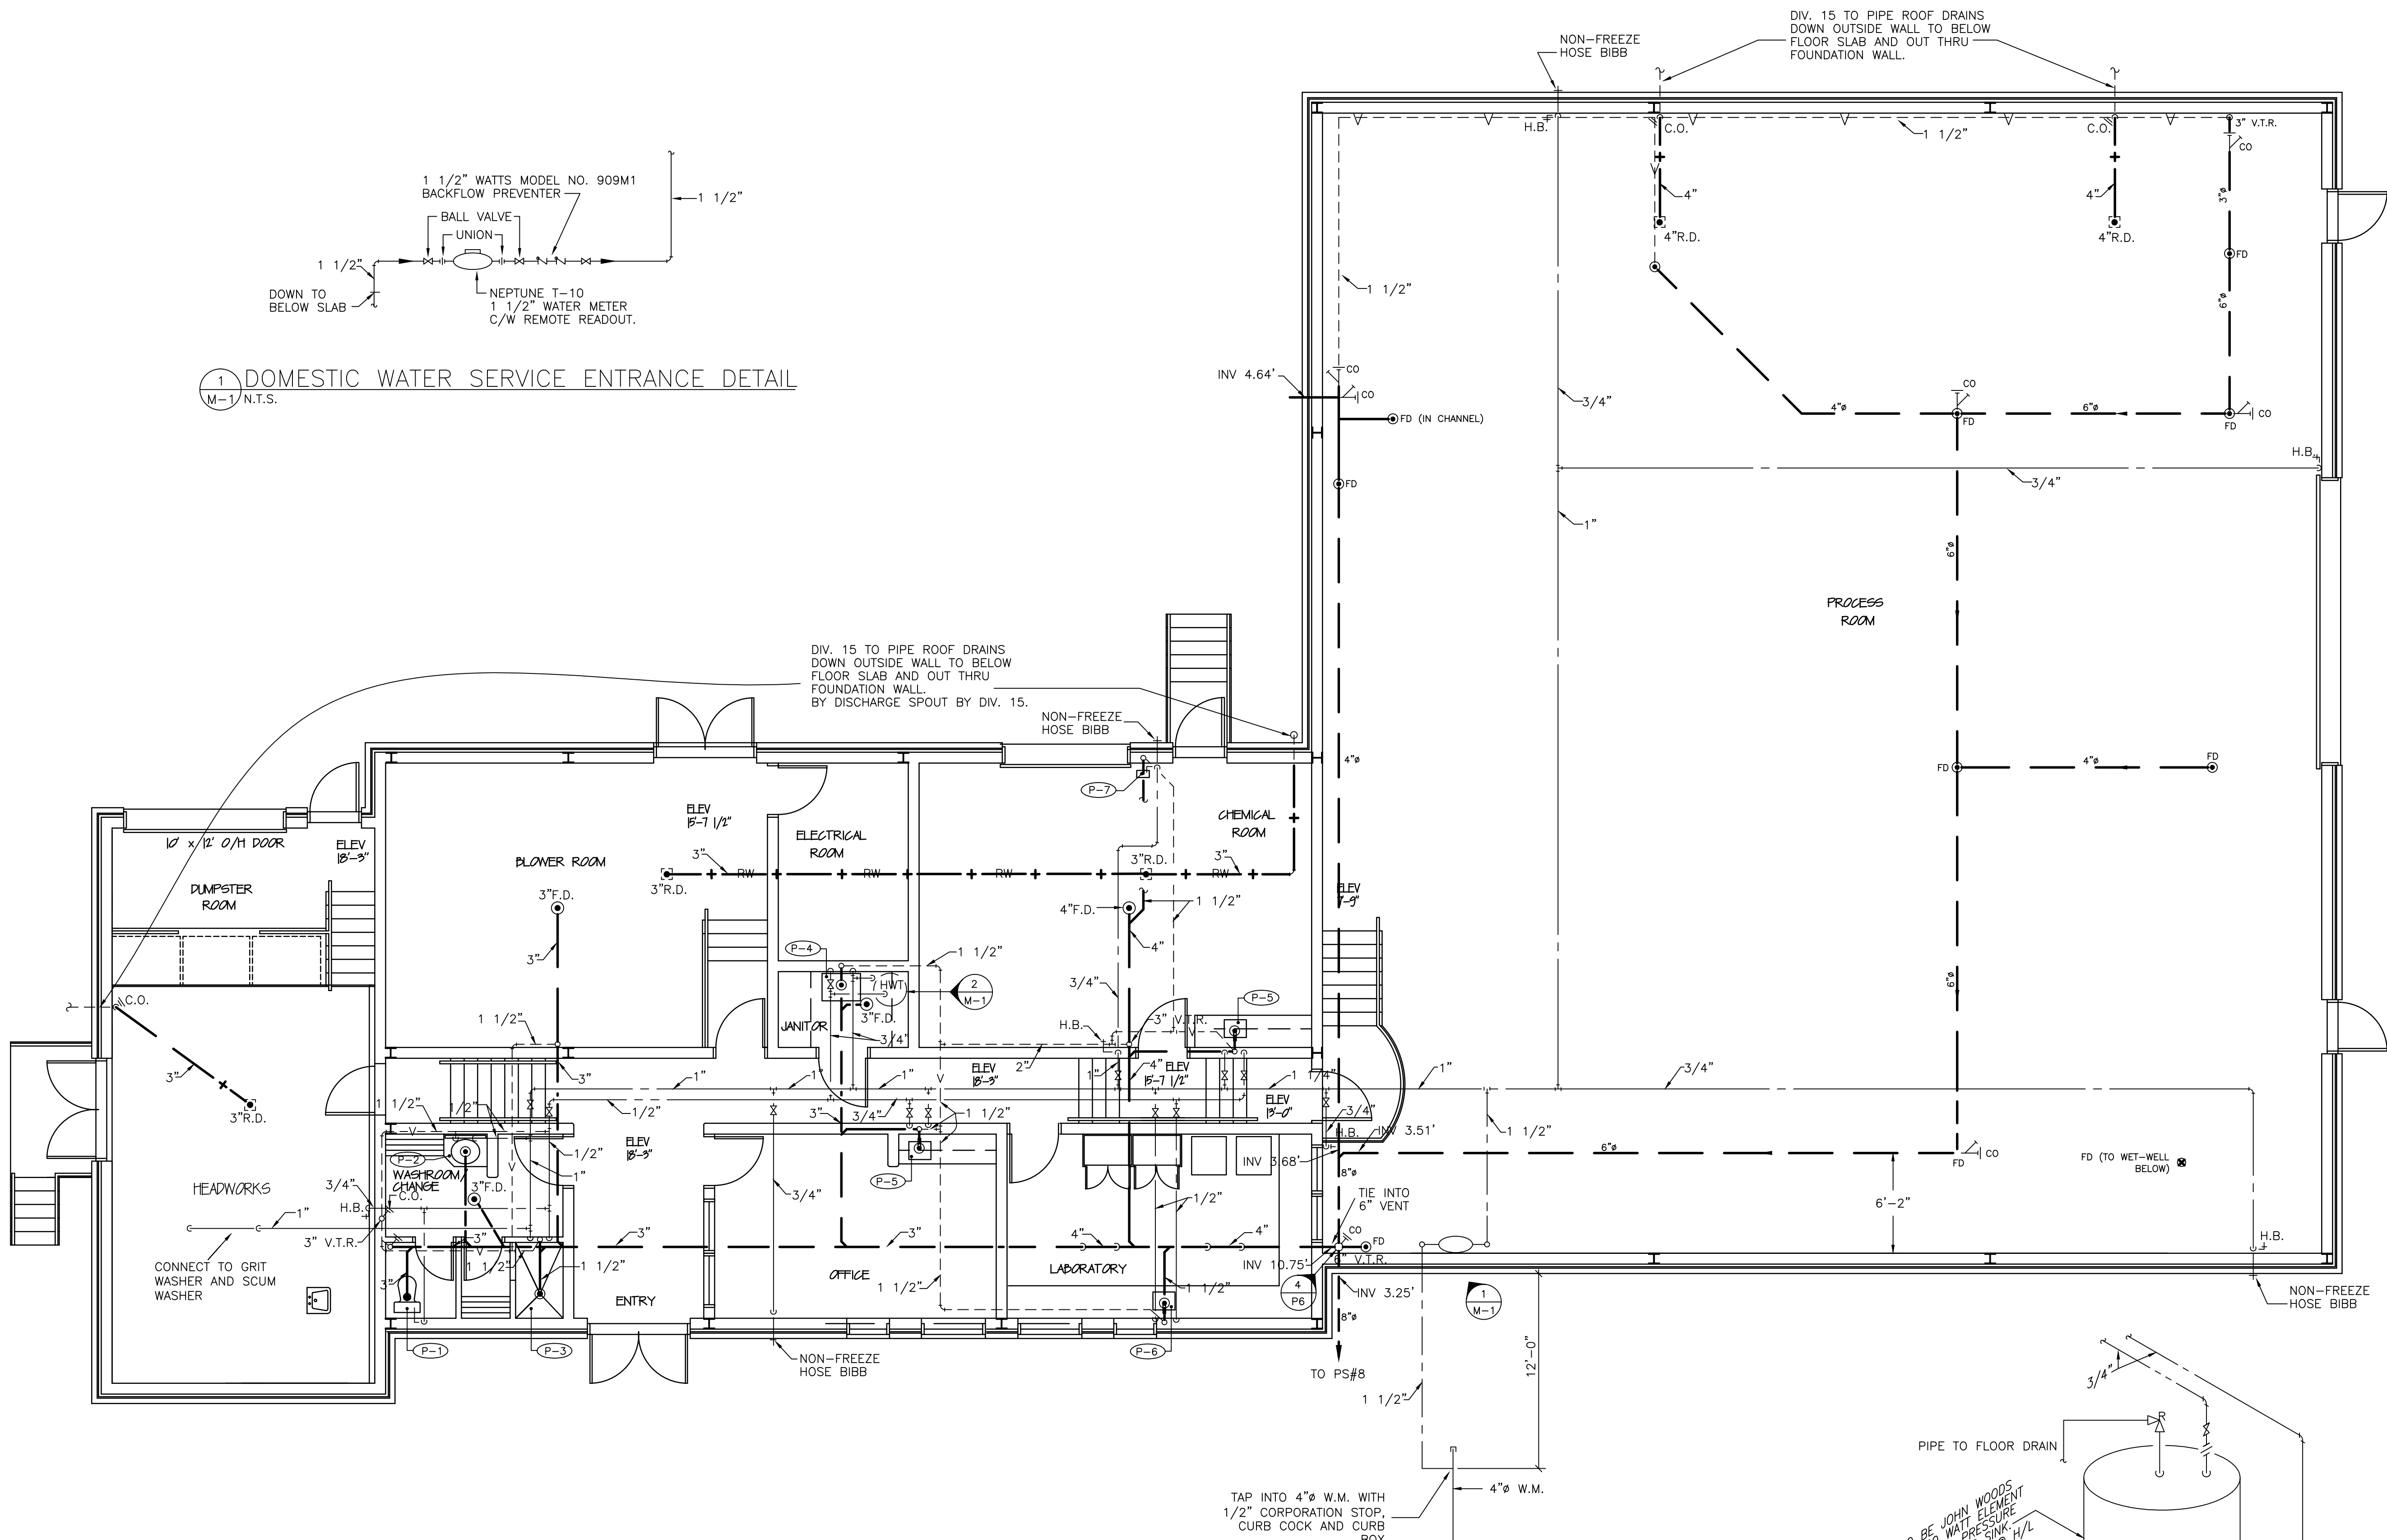 DIV. 15 TO PIPE ROOF DRAINS
DOWN OUTSIDE WALL TO BELOW
FLOOR SLAB AND OUT THRU
FOUNDATION WALL.
NON-FREEZE
HOSE BIBB
H.B.
C.O.
1 1/2"
C.O.
3" V.T.R.
CO
4"
4"
3"ø
4"R.D.
4"R.D.
FD
6"ø
1 1/2"
1 1/2" WATTS MODEL NO. 909M1
BACKFLOW PREVENTER
1 1/2"
BALL VALVE
UNION
1 1/2"
DOWN TO
BELOW SLAB
NEPTUNE T-10
1 1/2" WATER METER
C/W REMOTE READOUT.
1
M-1
DOMESTIC WATER SERVICE ENTRANCE DETAIL
N.T.S.
INV 4.64'
CO
CO
FD (IN CHANNEL)
FD
3/4"
4"ø
CO
FD
6"ø
CO
FD
H.B.
3/4"
1"
6"ø
PROCESS
ROOM
DIV. 15 TO PIPE ROOF DRAINS
DOWN OUTSIDE WALL TO BELOW
FLOOR SLAB AND OUT THRU
FOUNDATION WALL.
BY DISCHARGE SPOUT BY DIV. 15.
NON-FREEZE
HOSE BIBB
P-7
4"ø
FD
4"ø
FD
10' x 12' O/H DOOR
ELEV
18'-3"
DUMPSTER
ROOM
BLOWER ROOM
ELEV
15'-7 1/2"
ELECTRICAL
ROOM
CHEMICAL
ROOM
3"
RW
RW
RW
RW
3"
3"R.D.
3"R.D.
3"F.D.
4"F.D.
1 1/2"
ELEV
7'-9"
3"
4"
P-4
1 1/2"
HWT
2
M-1
3/4"
P-5
6"ø
C.O.
1 1/2"
3"F.D.
JANITOR
3/4"
H.B.
3" V.T.R.
V
V
3"
3"R.D.
3"
1"
1"
1"
ELEV
18'-3"
2"
1"
4"
ELEV
15'-7 1/2"
1 1/4"
1"
3/4"
1 1/2"
1/2"
1/2"
3"
3/4"
1 1/2"
ELEV
13'-0"
3/4"
H.B.
INV 3.51'
INV 3.68'
1 1/2"
6"ø
FD
CO
FD (TO WET-WELL
BELOW)
P-2
WASHROOM/
CHANGE
HEADWORKS
3/4"
C.O.
H.B.
3"F.D.
1/2"
1"
ELEV
18'-3"
3/4"
P-5
1/2"
8"ø
TIE INTO
6" VENT
6'-2"
1"
3" V.T.R.
3"
V
1 1/2"
1 1/2"
3"
3"
3"
4"
4"
CO
FD
6" V.T.R.
H.B.
CONNECT TO GRIT
WASHER AND SCUM
WASHER
ENTRY
OFFICE
1 1/2"
LABORATORY
1 1/2"
INV 10.75'
4
P6
INV 3.25'
1
M-1
NON-FREEZE
HOSE BIBB
P-1
P-3
NON-FREEZE
HOSE BIBB
P-6
8"ø
TO PS#8
12'-0"
1 1/2"
3/4"
R
PIPE TO FLOOR DRAIN
TAP INTO 4"ø W.M. WITH
1/2" CORPORATION STOP,
CURB COCK AND CURB
BOX
4"ø W.M.
BE JOHN WOODS
WATT ELEMENT
PRESSURE
SINK.
H/L